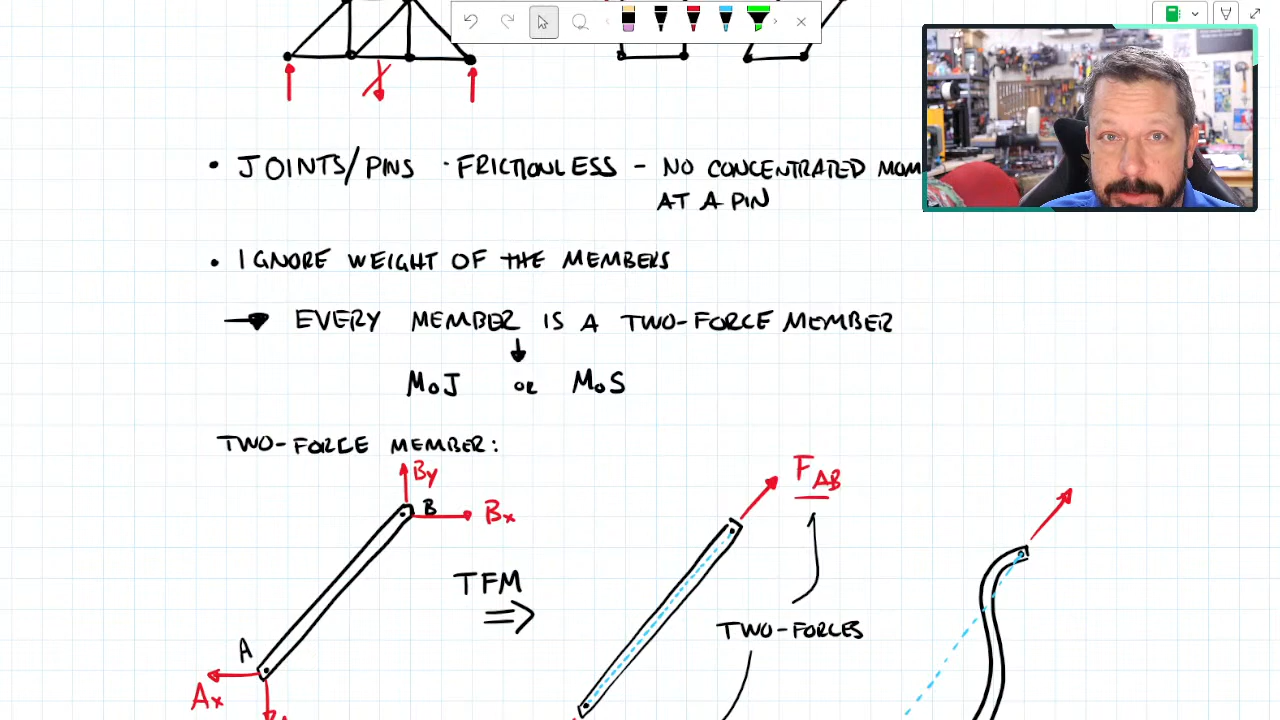 • JOINTS/PINS · FRICTIONLESS - NO CONCENTRATED MOM
AT A PIN
• IGNORE WEIGHT OF THE MEMBERS
→ EVERY MEMBER IS A TWO-FORCE MEMBER
MoJ OR MoS
TWO-FORCE MEMBER:
By
B
Bx
TFM
A
Ax
FAB
TWO-FORCES